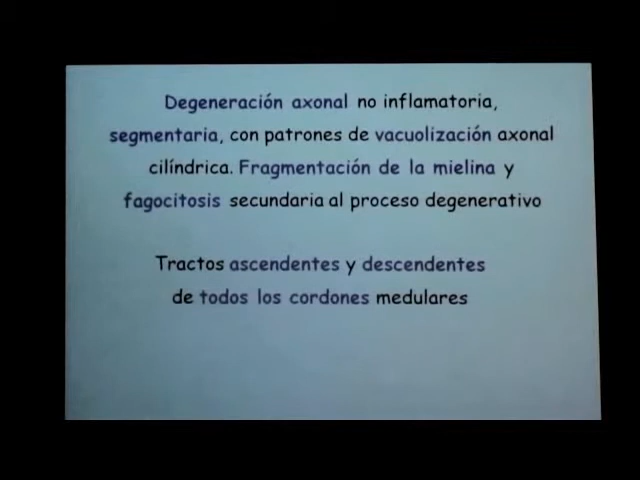 Degeneración axonal no inflamatoria,
segmentaria, con patrones de vacuolización axonal
cilíndrica. Fragmentación de la mielina y
fagocitosis secundaria al proceso degenerativo
Tractos ascendentes y descendentes
de todos los cordones medulares